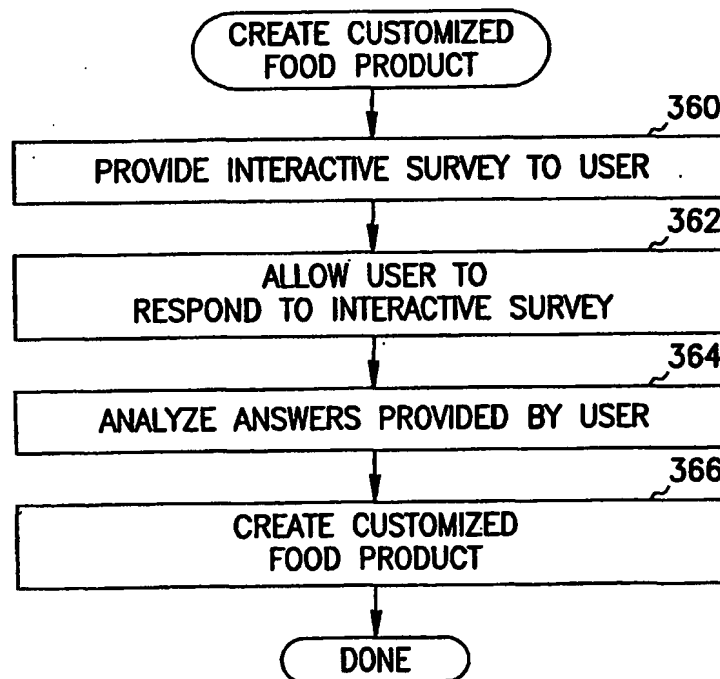 CREATE CUSTOMIZED
FOOD PRODUCT
360
PROVIDE INTERACTIVE SURVEY TO USER
362
ALLOW USER TO
RESPOND TO INTERACTIVE SURVEY
364
ANALYZE ANSWERS PROVIDED BY USER
366
CREATE CUSTOMIZED
FOOD PRODUCT
DONE